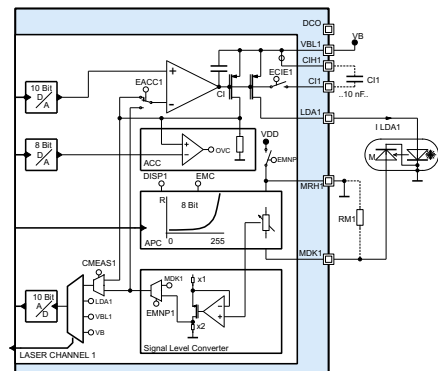 DCO
VBL1
VB
CIH1
CI1
ECIE1
CI1
..10 nF..
CI
EACC1
10 Bit
D
A
LDA1
I LDA1
8 Bit
D
A
OVC
ACC
VDD
EMNP
M
DISP1
EMC
MRH1
R
8 Bit
0
255
APC
RM1
MDK1
CMEAS1
10 Bit
A
D
LDA1
VBL1
VB
MDK1
EMNP1
x1
x2
Signal Level Converter
LASER CHANNEL 1